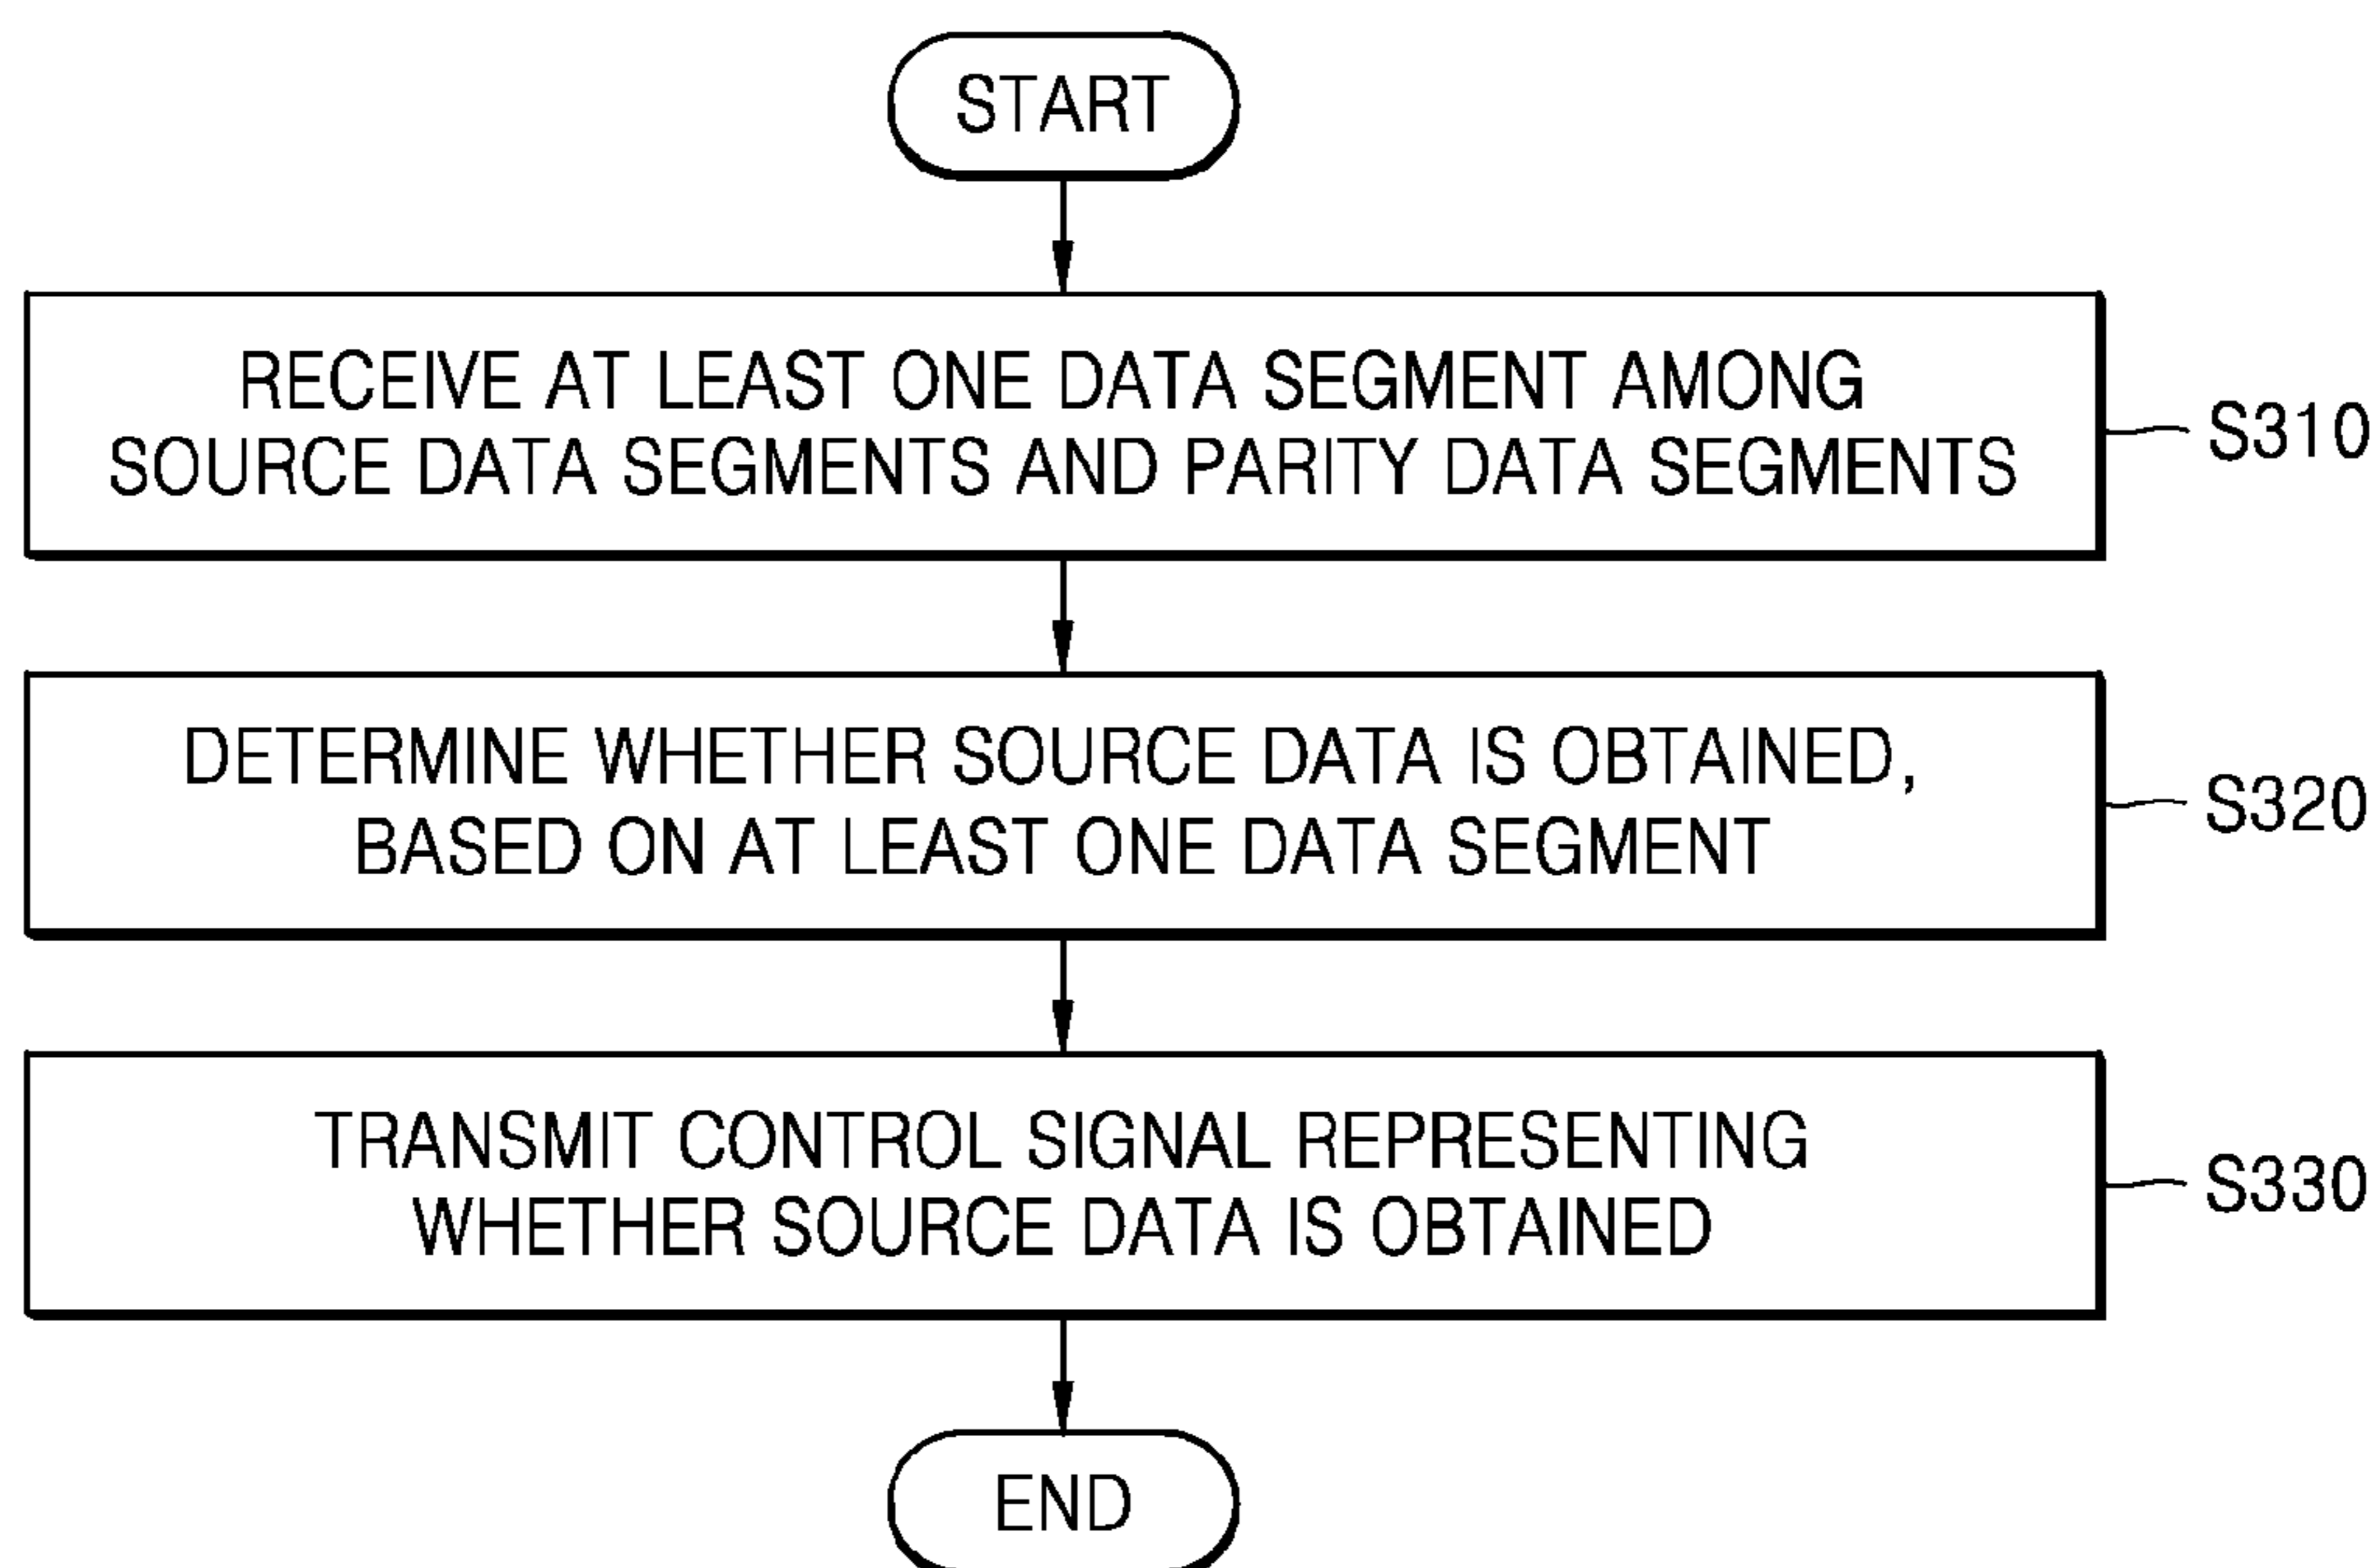 START
RECEIVE AT LEAST ONE DATA SEGMENT AMONG
SOURCE DATA SEGMENTS AND PARITY DATA SEGMENTS
S310
DETERMINE WHETHER SOURCE DATA IS OBTAINED,
BASED ON AT LEAST ONE DATA SEGMENT
S320
TRANSMIT CONTROL SIGNAL REPRESENTING
WHETHER SOURCE DATA IS OBTAINED
S330
END